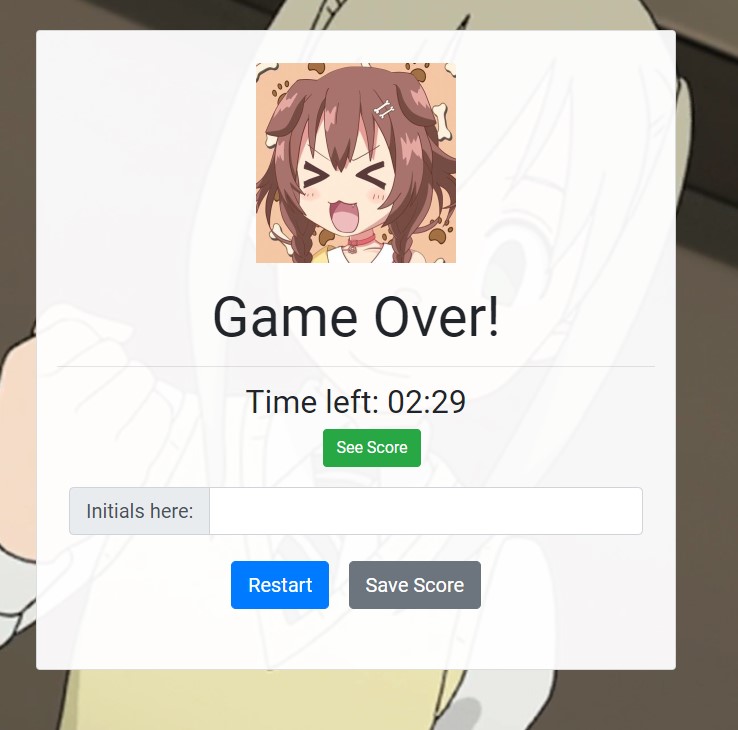 Game Over!
Time left: 02:29
See Score
Initials here:
Restart Save Score